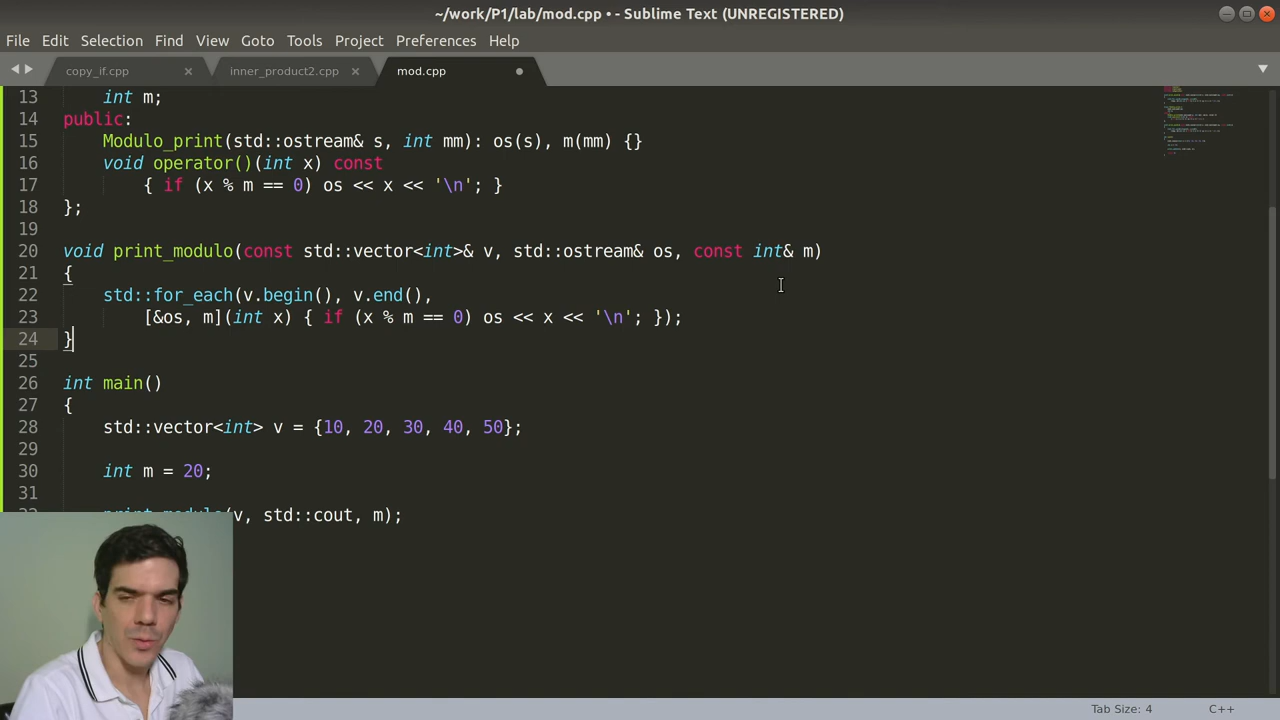 ~/work/P1/lab/mod.cpp • - Sublime Text (UNREGISTERED)
File Edit Selection Find View Goto Tools Project Preferences Help
copy_if.cpp inner_product2.cpp mod.cpp
13 int m;
14 public:
15 Modulo_print(std::ostream& s, int mm): os(s), m(mm) {}
16 void operator()(int x) const
17 { if (x % m == 0) os << x << '\n'; }
18 };
19
20 void print_modulo(const std::vector<int>& v, std::ostream& os, const int& m)
21 {
22 std::for_each(v.begin(), v.end(),
23 [&os, m](int x) { if (x % m == 0) os << x << '\n'; });
24 }
25
26 int main()
27 {
28 std::vector<int> v = {10, 20, 30, 40, 50};
29
30 int m = 20;
31
print_modulo(v, std::cout, m);
Tab Size: 4 C++